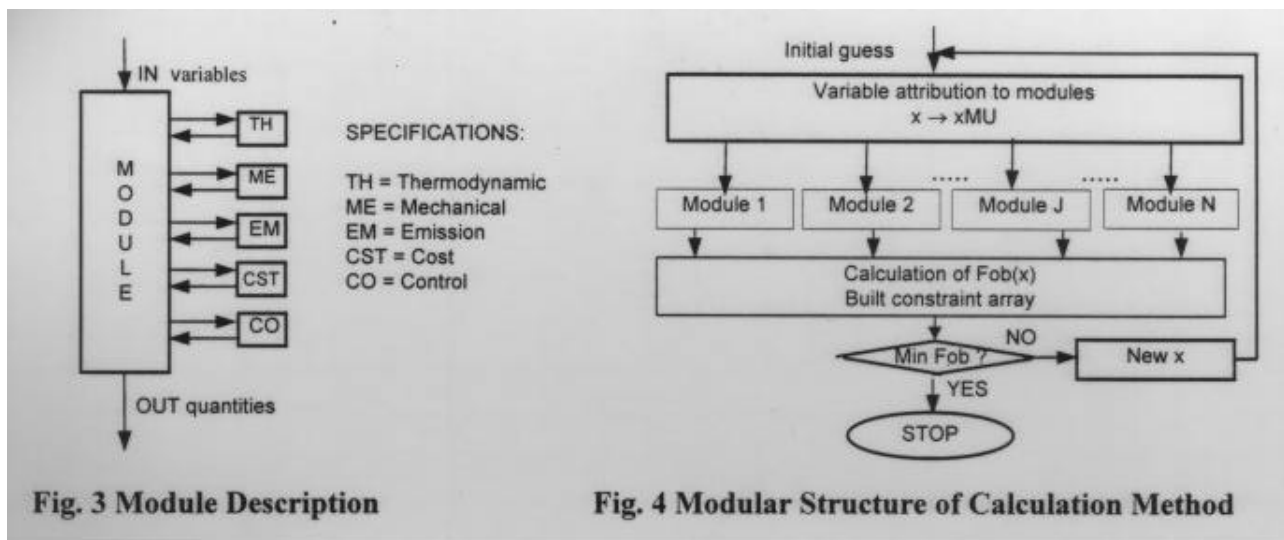 IN variables
MODULE
TH
ME
EM
CST
CO
OUT quantities
SPECIFICATIONS:
TH = Thermodynamic
ME = Mechanical
EM = Emission
CST = Cost
CO = Control
Fig. 3 Module Description
Initial guess
Variable attribution to modules
x → xMU
..... .....
Module 1 Module 2 Module J Module N
Calculation of Fob(x)
Built constraint array
Min Fob ?
NO
New x
YES
STOP
Fig. 4 Modular Structure of Calculation Method